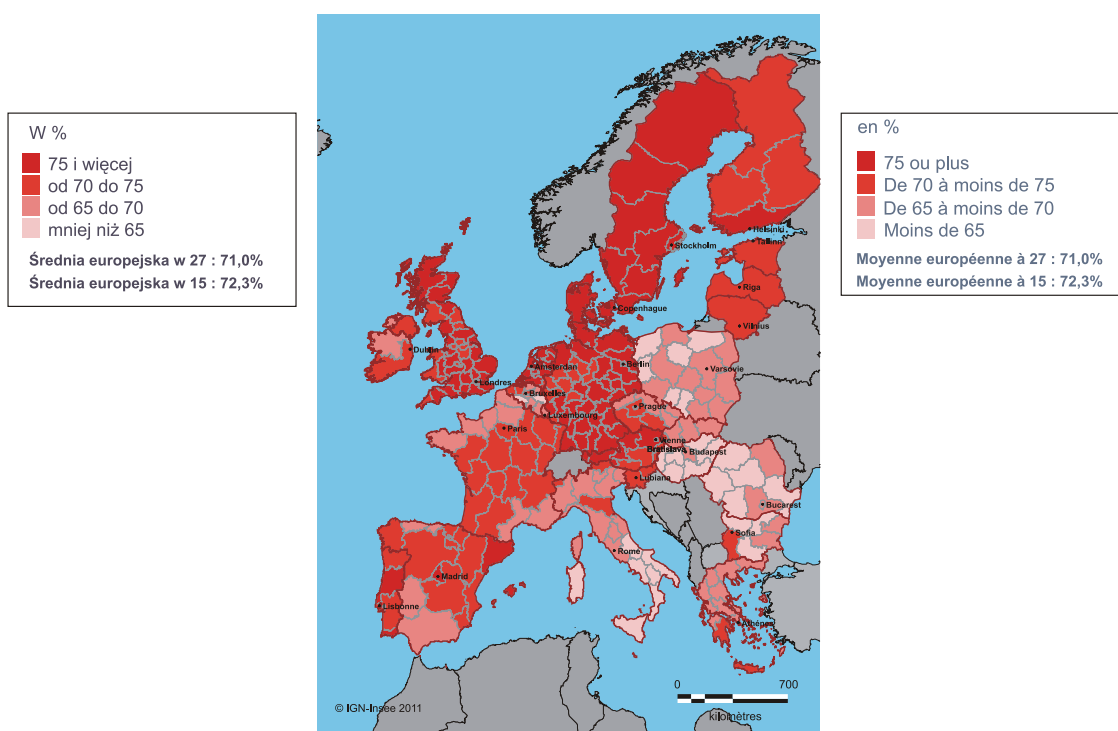 W %
75 i więcej
od 70 do 75
od 65 do 70
mniej niż 65
Średnia europejska w 27 : 71,0%
Średnia europejska w 15 : 72,3%
en %
75 ou plus
De 70 à moins de 75
De 65 à moins de 70
Moins de 65
Moyenne européenne à 27 : 71,0%
Moyenne européenne à 15 : 72,3%
Helsinki
Tallinn
Stockholm
Riga
Copenhague
Vilnius
Dublin
Amsterdan
Berlin
Varsovie
Londres
Bruxelles
Prague
Luxembourg
Paris
Vienne
Bratislava
Budapest
Lubiana
Bucarest
Sofia
Rome
Madrid
Lisbonne
Athénes
0 700
kilomètres
© IGN-Insee 2011